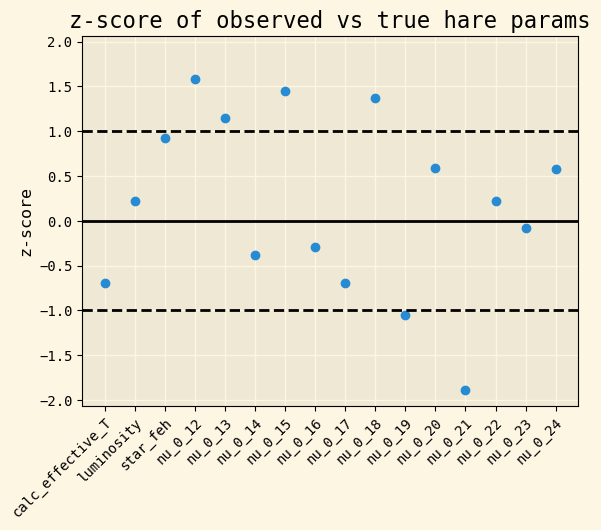 z-score of observed vs true hare params
z-score
2.0
1.5
1.0
0.5
0.0
−0.5
−1.0
−1.5
−2.0
calc_effective_T
luminosity
star_feh
nu_0_12
nu_0_13
nu_0_14
nu_0_15
nu_0_16
nu_0_17
nu_0_18
nu_0_19
nu_0_20
nu_0_21
nu_0_22
nu_0_23
nu_0_24